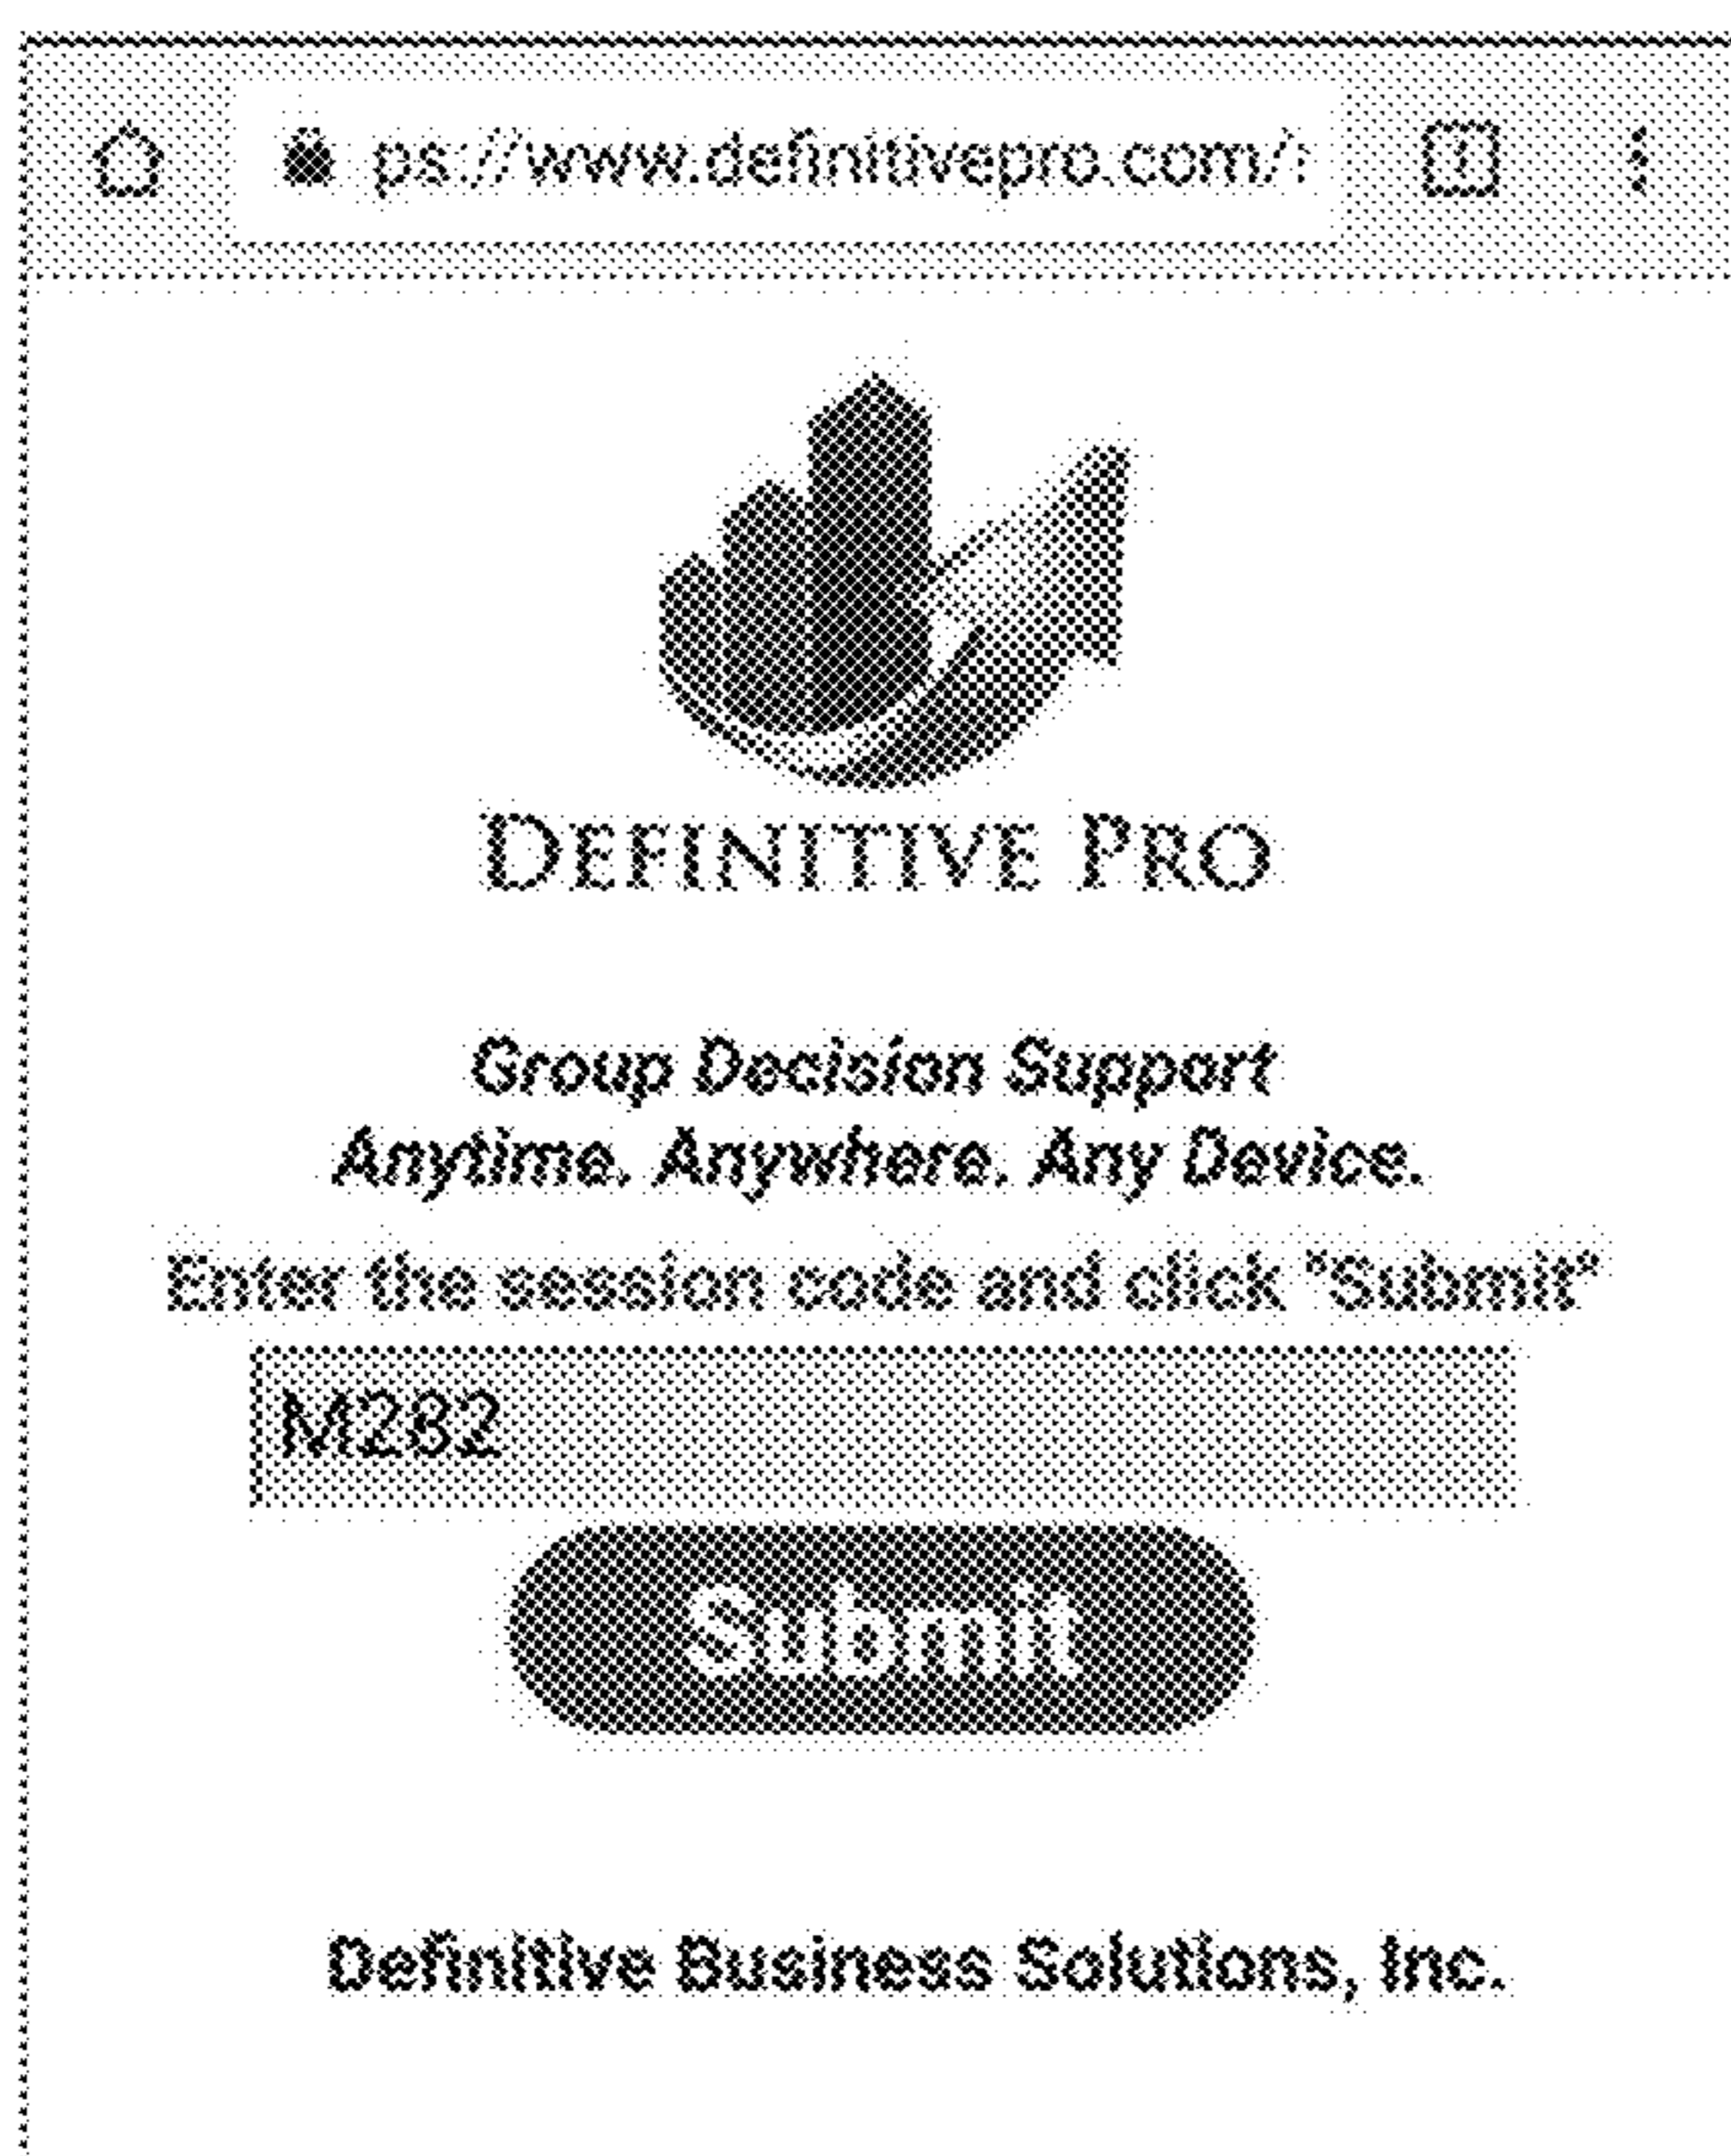 ps://www.definitivepro.com/
DEFINITIVE PRO
Group Decision Support
Anytime. Anywhere. Any Device.
Enter the session code and click "Submit"
M282
Submit
Definitive Business Solutions, Inc.